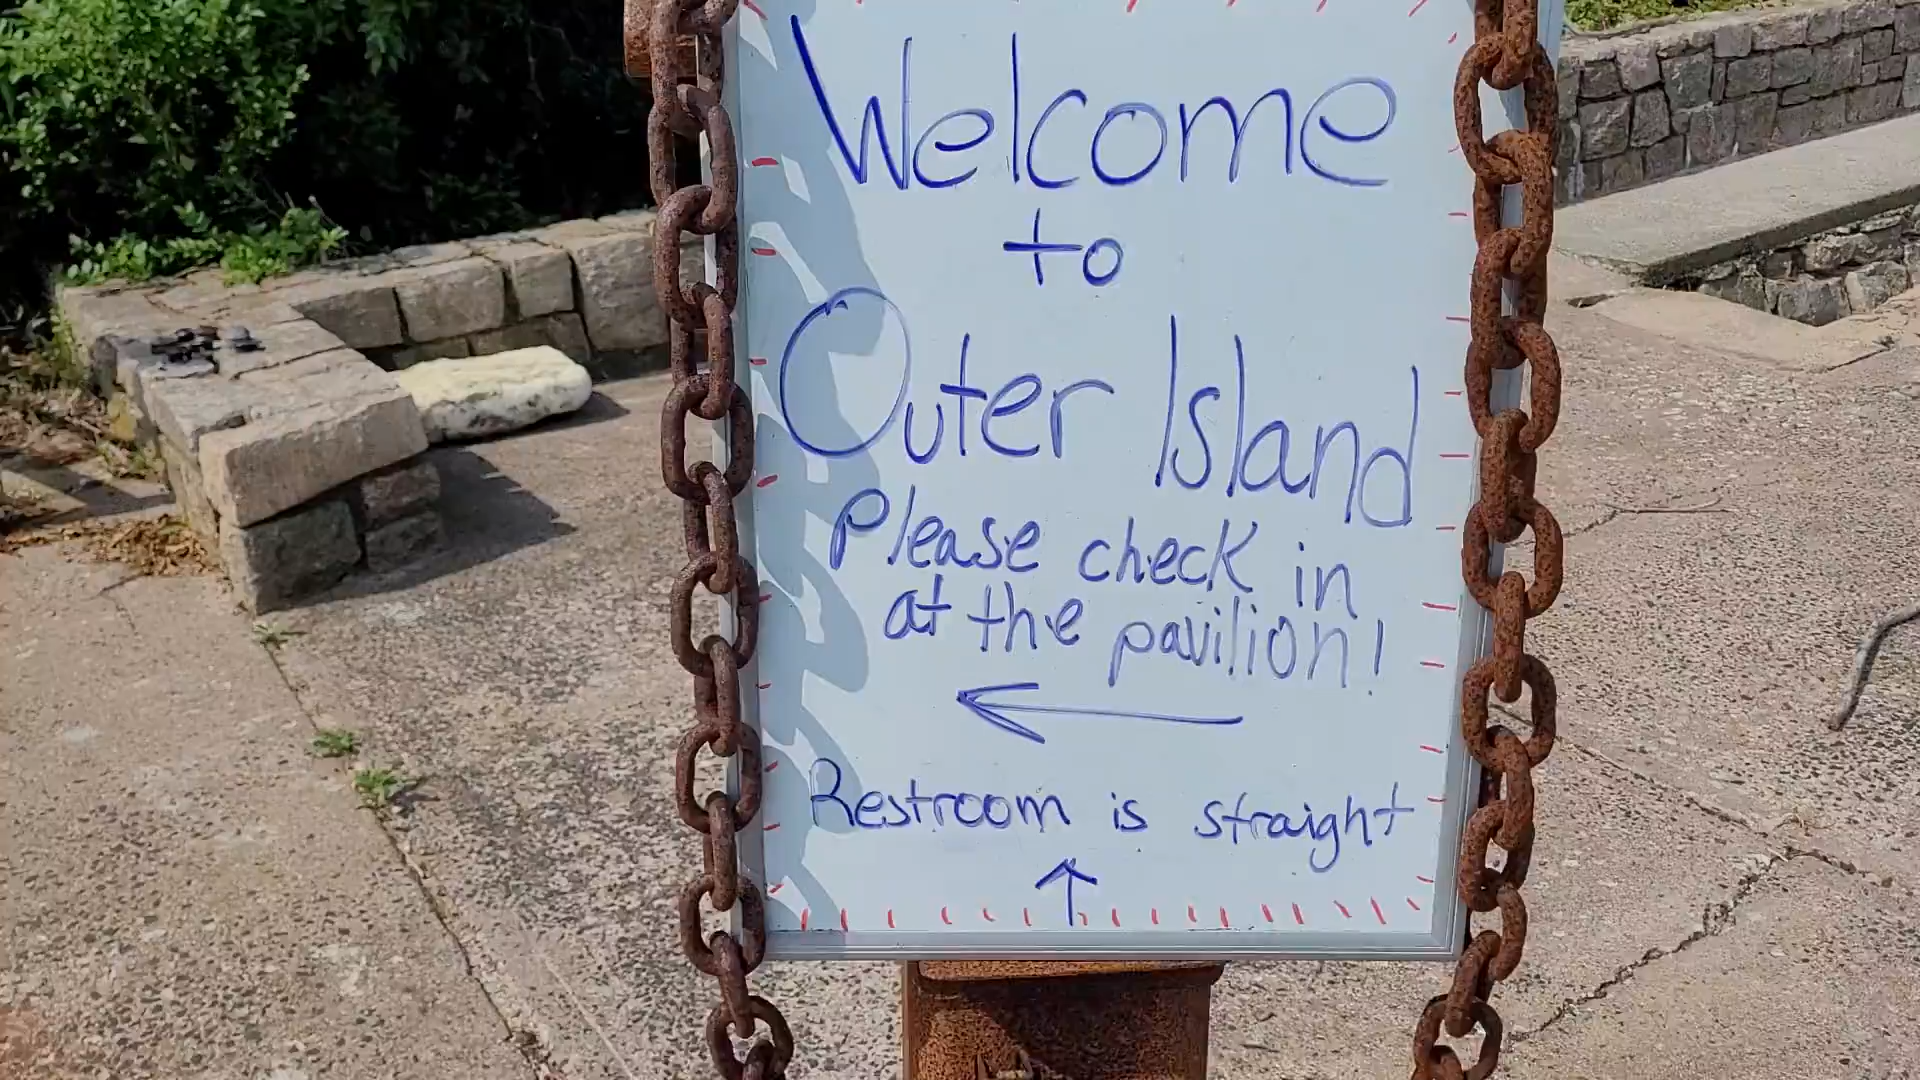 Welcome
to
Outer Island
Please check in
at the pavilion!
Restroom is straight